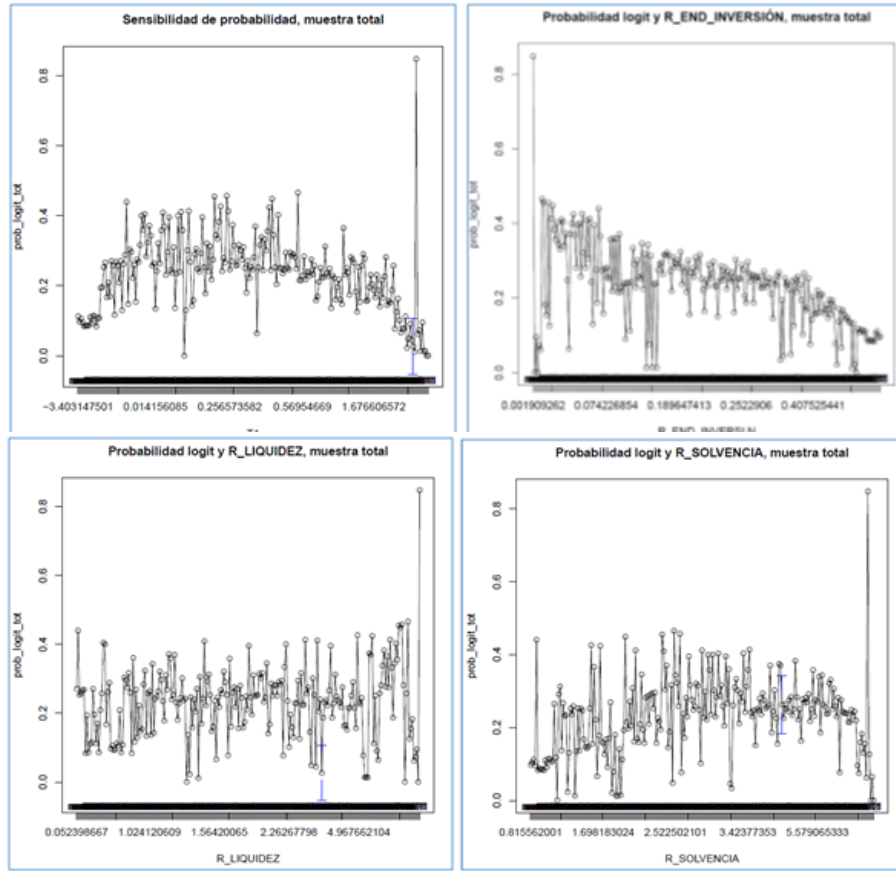 Sensibilidad de probabilidad, muestra total
prob_logit_tot
0.8
0.6
0.4
0.2
0.0
−3.403147501 0.014156085 0.256573582 0.56954669 1.676606572
Probabilidad logit y R_END_INVERSIÓN, muestra total
prob_logit_tot
0.8
0.6
0.4
0.2
0.0
0.001909262 0.074226854 0.189647413 0.2522906 0.407525441
Probabilidad logit y R_LIQUIDEZ, muestra total
prob_logit_tot
0.8
0.6
0.4
0.2
0.0
0.052398667 1.024120609 1.56420065 2.26267798 4.967662104
R_LIQUIDEZ
Probabilidad logit y R_SOLVENCIA, muestra total
prob_logit_tot
0.8
0.6
0.4
0.2
0.0
0.815562001 1.698183024 2.522502101 3.42377353 5.579065333
R_SOLVENCIA